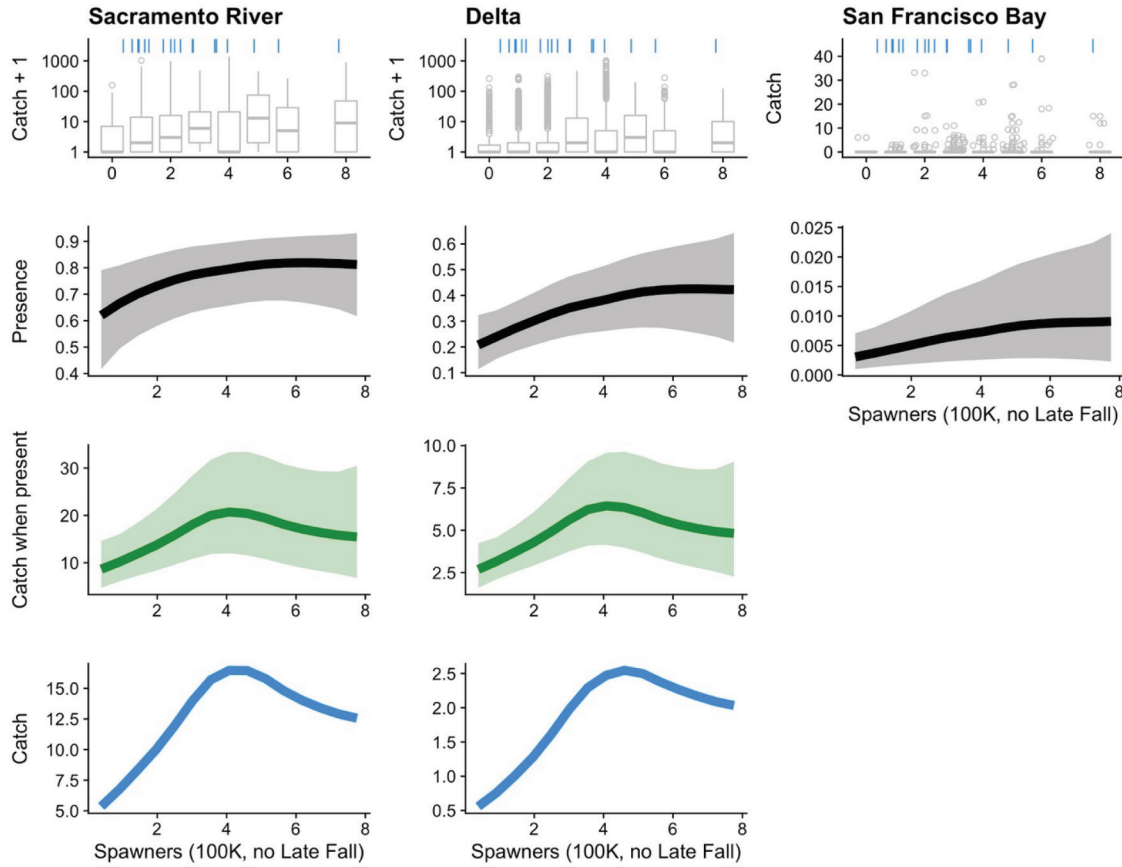 Sacramento River
Delta
San Francisco Bay
Catch + 1
1000
100
10
1
0 2 4 6 8
Catch + 1
1000
100
10
1
0 2 4 6 8
Catch
40
30
20
10
0
0 2 4 6 8
Presence
0.9
0.8
0.7
0.6
0.5
0.4
2 4 6 8
0.6
0.5
0.4
0.3
0.2
0.1
2 4 6 8
0.025
0.020
0.015
0.010
0.005
0.000
2 4 6 8
Spawners (100K, no Late Fall)
Catch when present
30
20
10
2 4 6 8
10.0
7.5
5.0
2.5
2 4 6 8
Catch
15.0
12.5
10.0
7.5
5.0
2 4 6 8
Spawners (100K, no Late Fall)
2.5
2.0
1.5
1.0
0.5
2 4 6 8
Spawners (100K, no Late Fall)